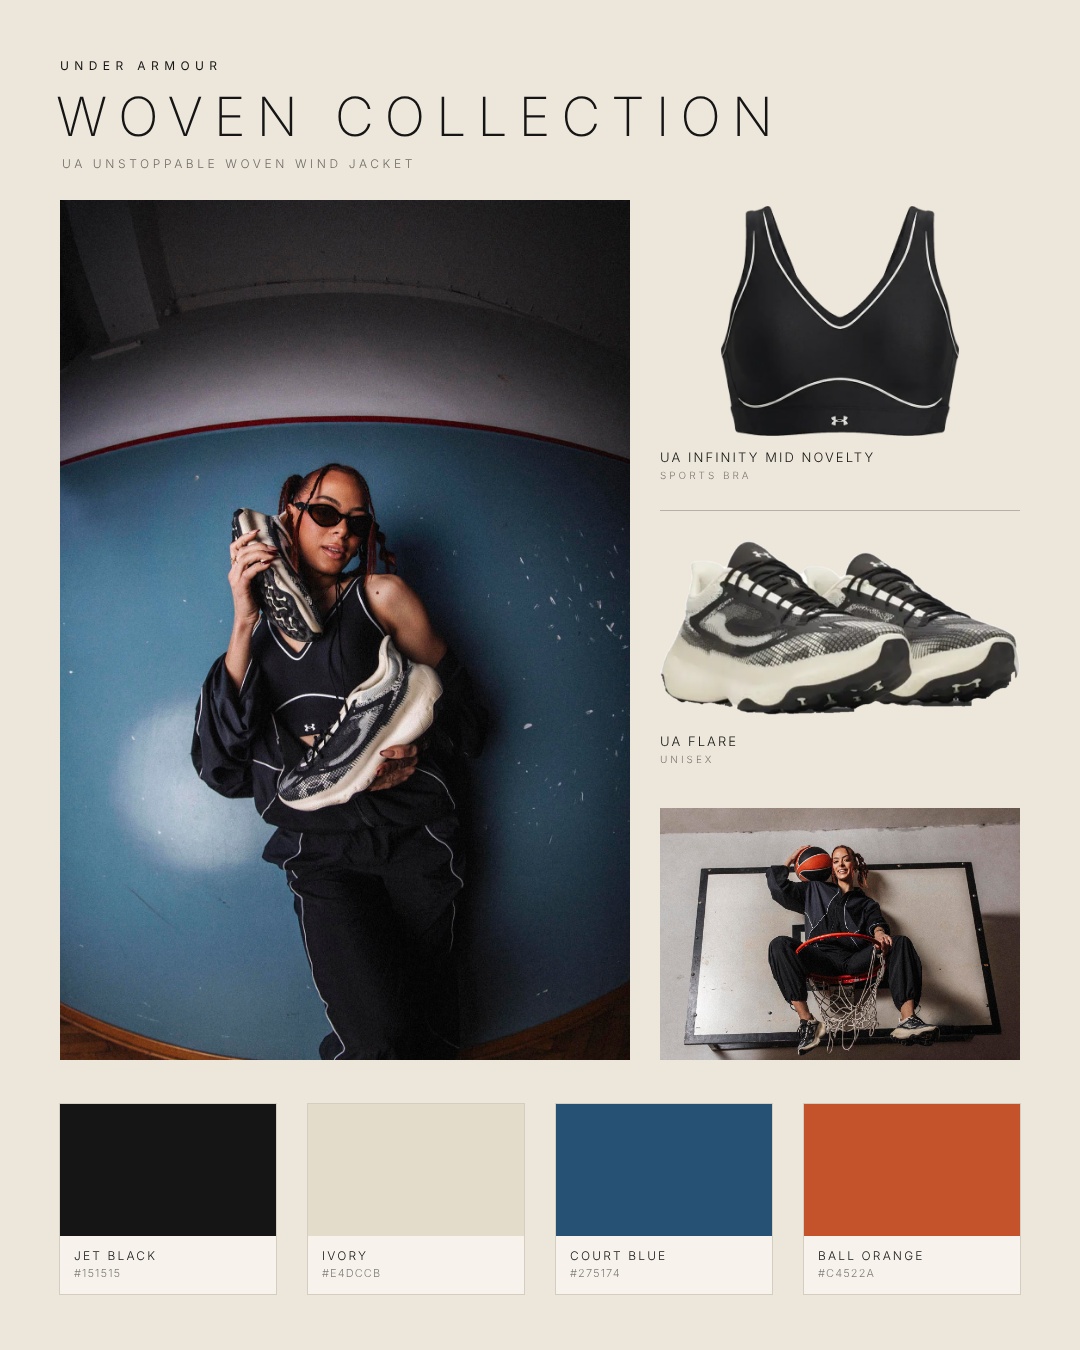 UNDER ARMOUR
WOVEN COLLECTION
UA UNSTOPPABLE WOVEN WIND JACKET
UA INFINITY MID NOVELTY
SPORTS BRA
UA FLARE
UNISEX
JET BLACK
#151515
IVORY
#E4DCCB
COURT BLUE
#275174
BALL ORANGE
#C4522A